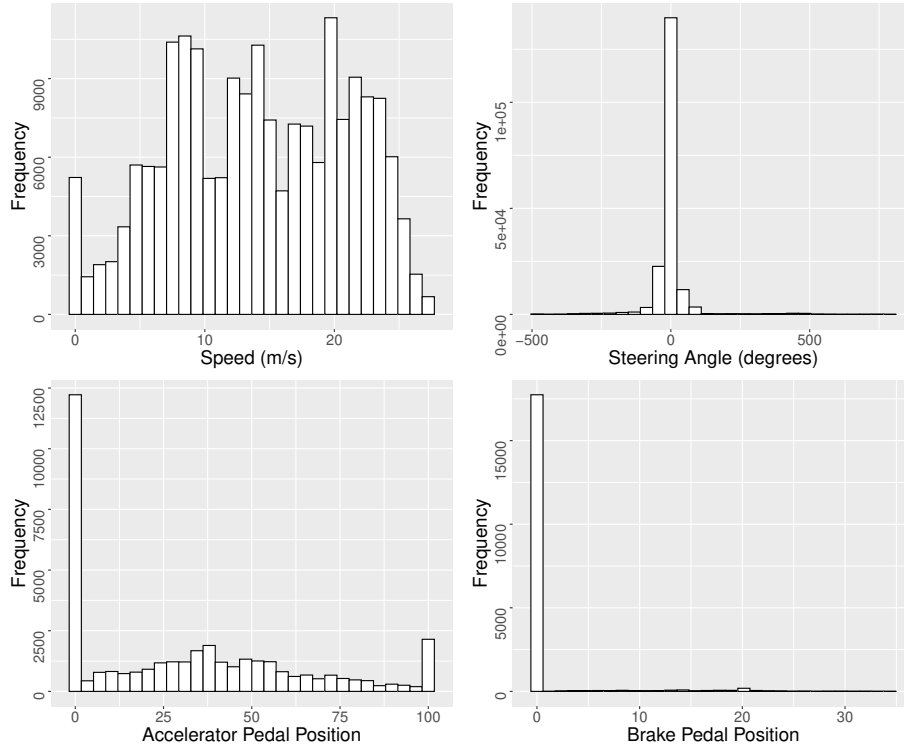 Frequency
9000
6000
3000
0
0 10 20
Speed (m/s)
Frequency
1e+05
5e+04
0e+00
−500 0 500
Steering Angle (degrees)
Frequency
12500
10000
7500
5000
2500
0
0 25 50 75 100
Accelerator Pedal Position
Frequency
15000
10000
5000
0
0 10 20 30
Brake Pedal Position